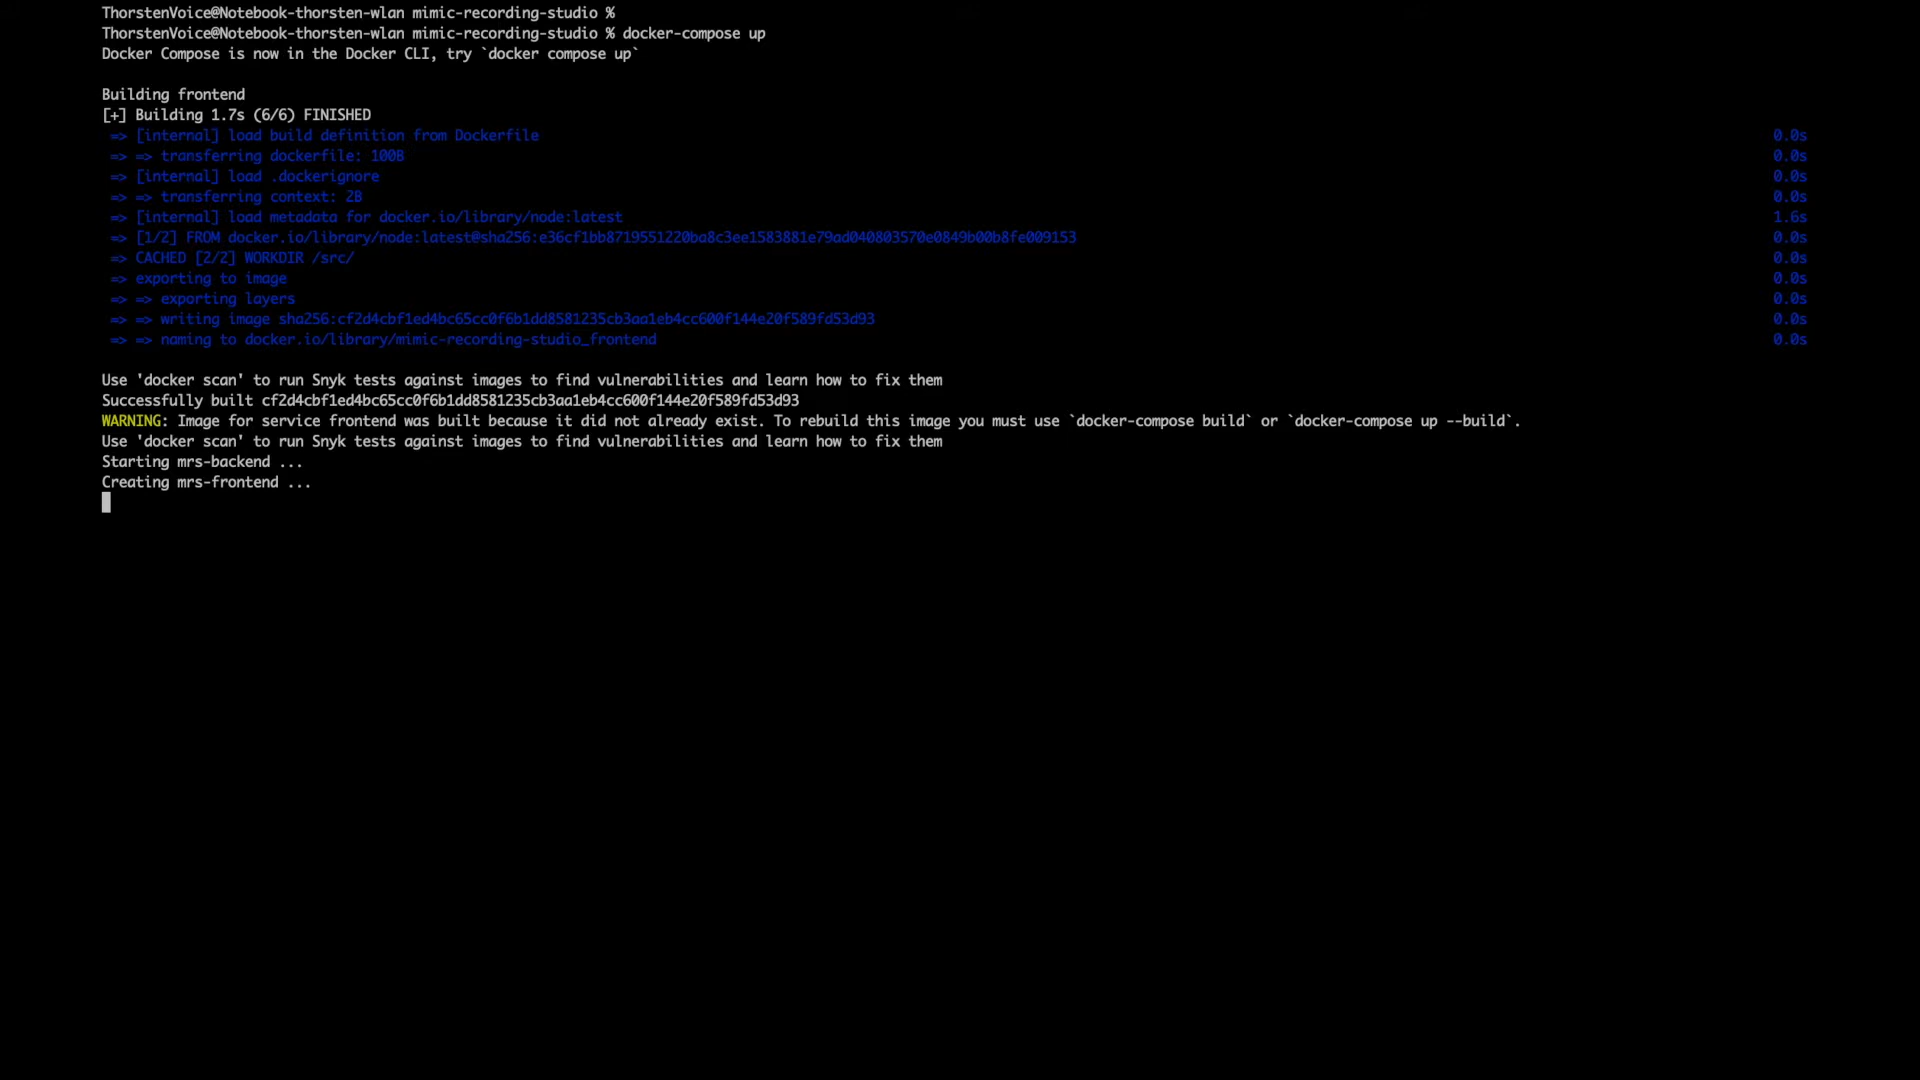 ThorstenVoice@Notebook-thorsten-wlan mimic-recording-studio %
ThorstenVoice@Notebook-thorsten-wlan mimic-recording-studio % docker-compose up
Docker Compose is now in the Docker CLI, try `docker compose up`
Building frontend
[+] Building 1.7s (6/6) FINISHED
=> [internal] load build definition from Dockerfile 0.0s
=> => transferring dockerfile: 100B 0.0s
=> [internal] load .dockerignore 0.0s
=> => transferring context: 2B 0.0s
=> [internal] load metadata for docker.io/library/node:latest 1.6s
=> [1/2] FROM docker.io/library/node:latest@sha256:e36cf1bb8719551220ba8c3ee1583881e79ad040803570e0849b00b8fe009153 0.0s
=> CACHED [2/2] WORKDIR /src/ 0.0s
=> exporting to image 0.0s
=> => exporting layers 0.0s
=> => writing image sha256:cf2d4cbf1ed4bc65cc0f6b1dd8581235cb3aa1eb4cc600f144e20f589fd53d93 0.0s
=> => naming to docker.io/library/mimic-recording-studio_frontend 0.0s
Use 'docker scan' to run Snyk tests against images to find vulnerabilities and learn how to fix them
Successfully built cf2d4cbf1ed4bc65cc0f6b1dd8581235cb3aa1eb4cc600f144e20f589fd53d93
WARNING: Image for service frontend was built because it did not already exist. To rebuild this image you must use `docker-compose build` or `docker-compose up --build`.
Use 'docker scan' to run Snyk tests against images to find vulnerabilities and learn how to fix them
Starting mrs-backend ...
Creating mrs-frontend ...